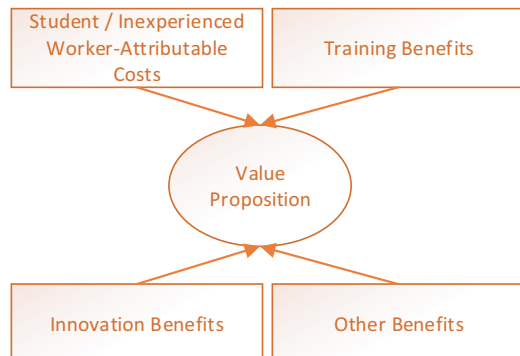 Student / Inexperienced
Worker-Attributable
Costs
Training Benefits
Value
Proposition
Innovation Benefits
Other Benefits